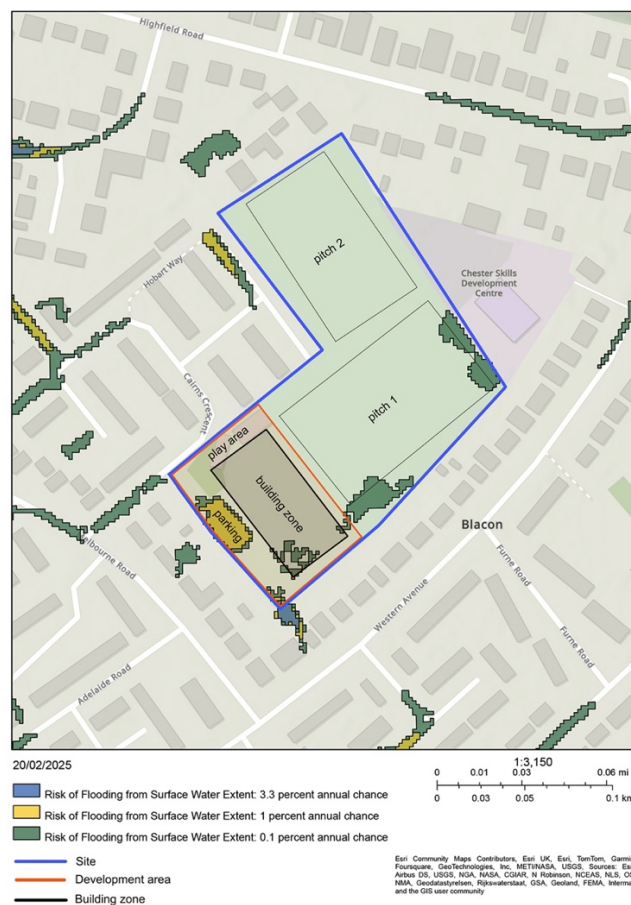 Highfield Road
pitch 2
Hobart Way
Chester Skills
Development
Centre
Cairns Crescent
pitch 1
play area
building zone
parking
Blacon
elbourne Road
Western Avenue
Furne Road
Furne Road
Adelaide Road
20/02/2025
1:3,150
0 0.01 0.03 0.06 mi
0 0.03 0.05 0.1 km
Risk of Flooding from Surface Water Extent: 3.3 percent annual chance
Risk of Flooding from Surface Water Extent: 1 percent annual chance
Risk of Flooding from Surface Water Extent: 0.1 percent annual chance
Site
Development area
Building zone
Esri Community Maps Contributors, Esri UK, Esri, TomTom, Garmi
Foursquare, GeoTechnologies, Inc, METI/NASA, USGS, Sources: Es
Airbus DS, USGS, NGA, NASA, CGIAR, N Robinson, NCEAS, NLS, O
NMA, Geodatastyrelsen, Rijkswaterstaat, GSA, Geoland, FEMA, Interma
and the GIS user community